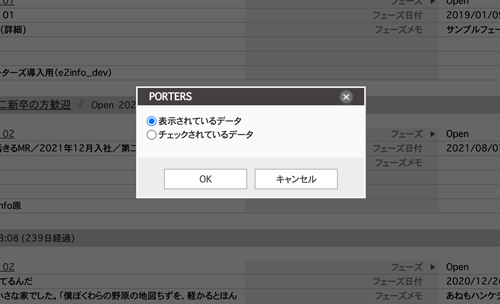 01
Open
01
フェーズ日付
2019/01/09
(詳細)
フェーズメモ
サンプルフェー
ーターズ導入用(e2info_dev)
二新卒の方歓迎
Open 202
PORTERS
表示されているデータ
チェックされているデータ
OK
キャンセル
02
フェーズ
Open
きるMR／2021年12月入社／第二
フェーズ日付
2021/08/07
フェーズメモ
nfo原
8:08 (239日経過)
02
フェーズ
Open
てるんだ
フェーズ日付
2020/12/26
いさな家でした。「僕ぼくわらの野原の地図ちずを、軽かるとほん
フェーズメモ
あねもハンケチ